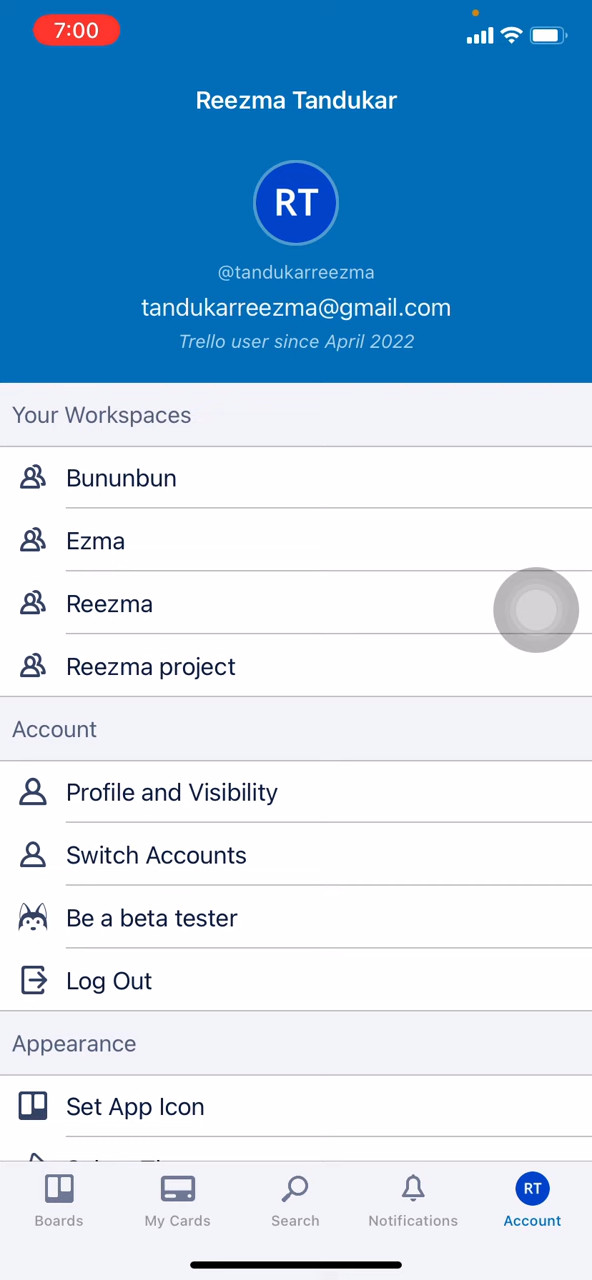 7:00
Reezma Tandukar
RT
@tandukarreezma
tandukarreezma@gmail.com
Trello user since April 2022
Your Workspaces
Bununbun
Ezma
Reezma
Reezma project
Account
Profile and Visibility
Switch Accounts
Be a beta tester
Log Out
Appearance
Set App Icon
RT
Boards
My Cards
Search
Notifications
Account